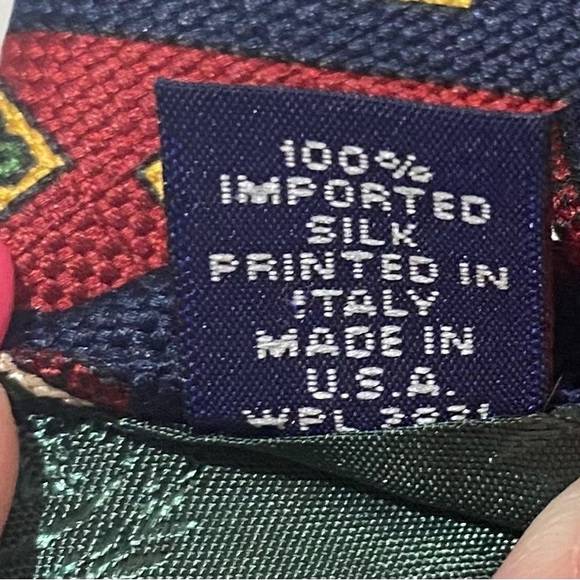 100%
IMPORTED
SILK
PRINTED IN
ITALY
MADE IN
U.S.A.
WPL